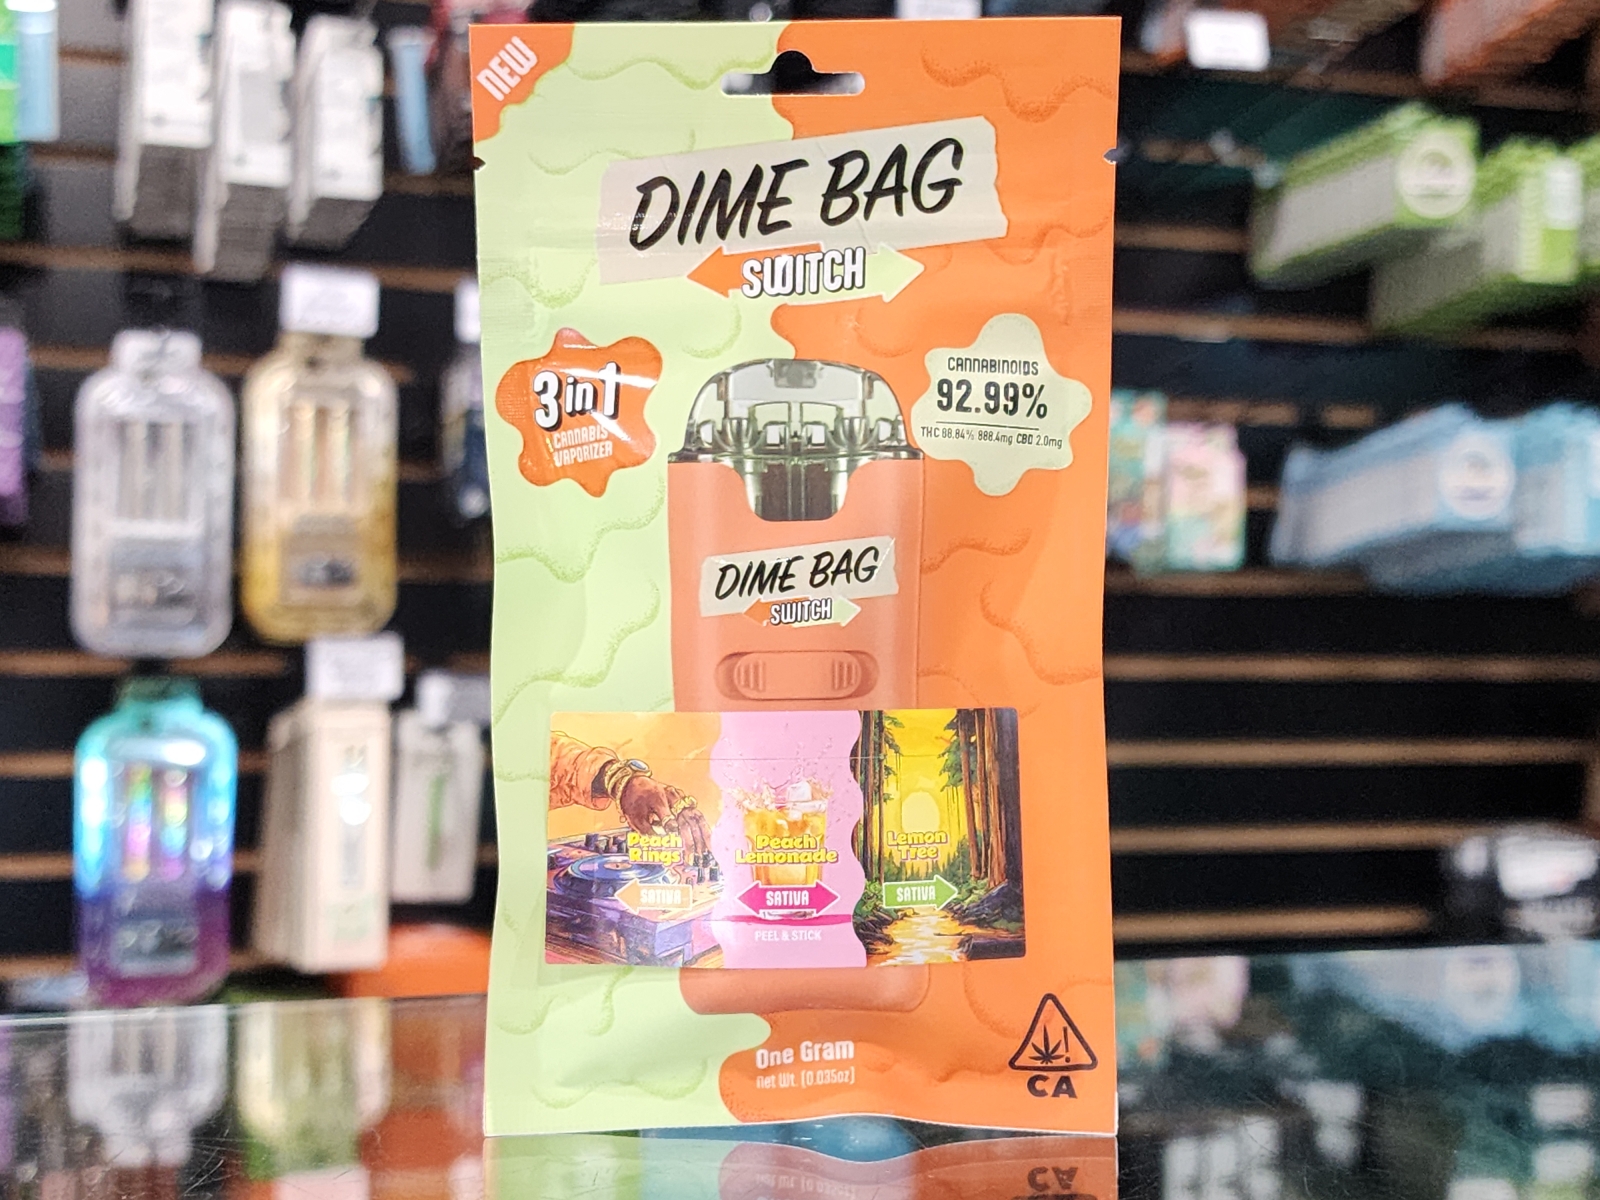 NEW
DIME BAG
SWITCH
3 in 1
CANNABIS
VAPORIZER
CANNABINOIDS
92.99%
THC 88.84% 888.4mg CBD 2.0mg
DIME BAG
SWITCH
Peach
Rings
SATIVA
Peach
Lemonade
SATIVA
PEEL & STICK
Lemon
Tree
SATIVA
One Gram
Net Wt. (0.035oz)
CA